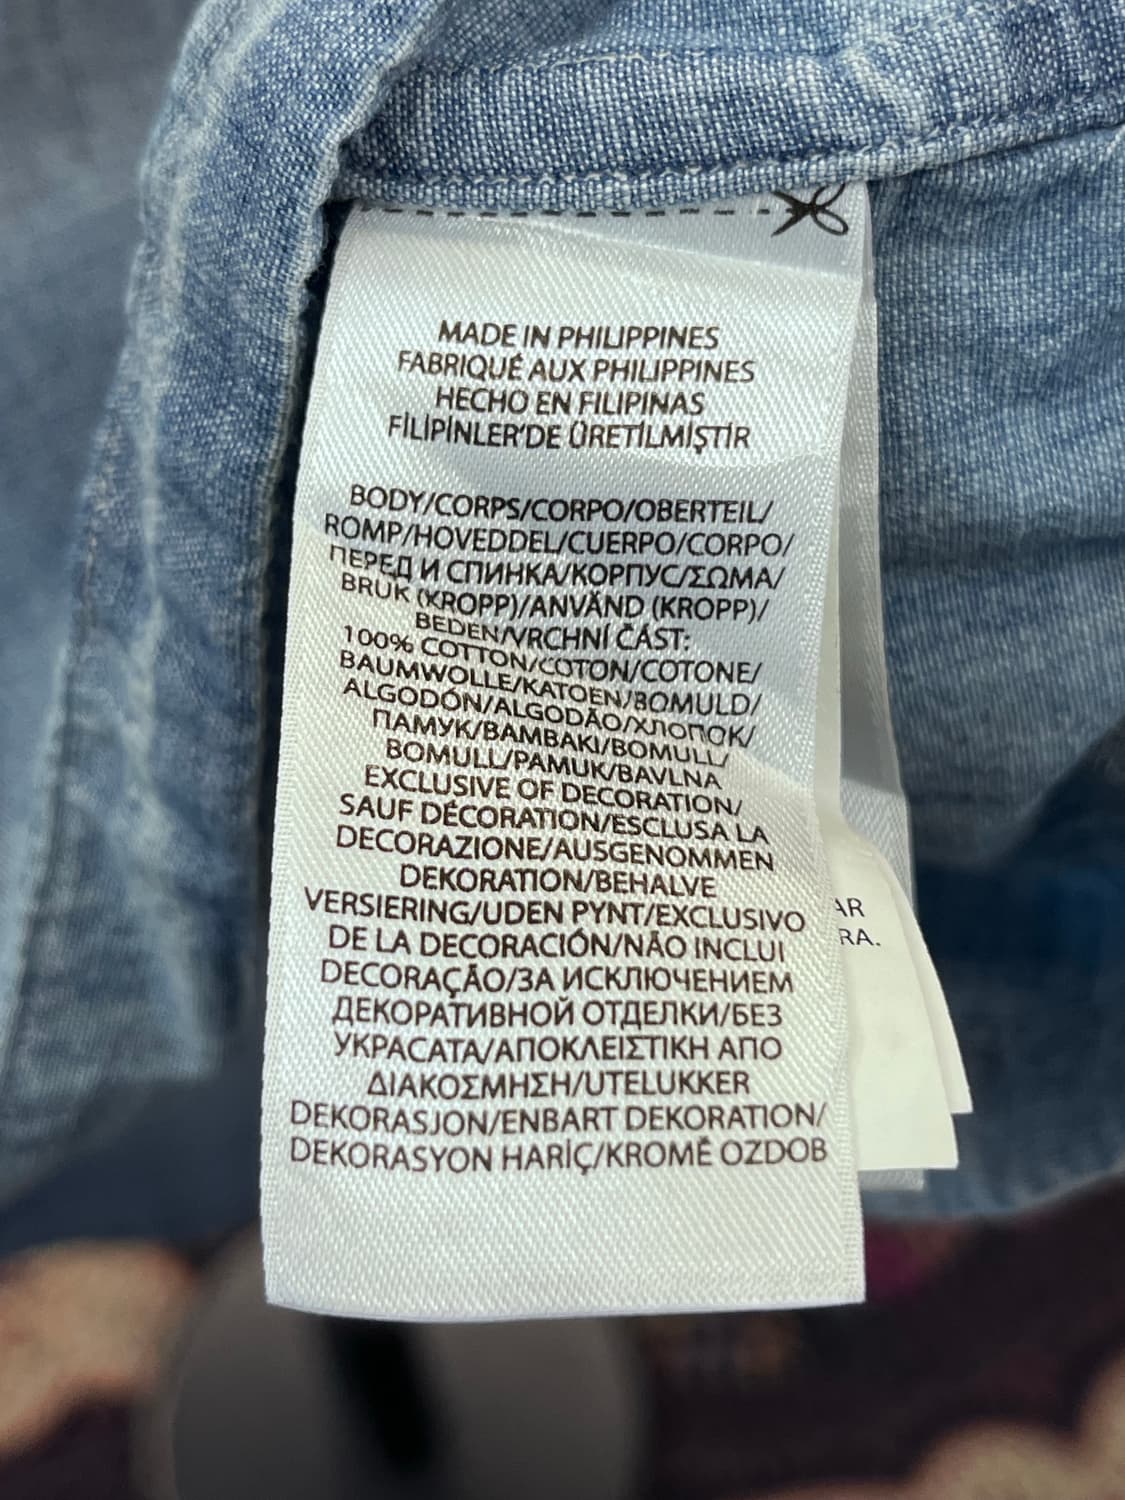 MADE IN PHILIPPINES
FABRIQUÉ AUX PHILIPPINES
HECHO EN FILIPINAS
FİLİPİNLER'DE ÜRETİLMİŞTİR
BODY/CORPS/CORPO/OBERTEIL/
ROMP/HOVEDDEL/CUERPO/CORPO/
ПЕРЕД И СПИНКА/КОРПУС/ΣΩΜΑ/
BRUK (KROPP)/ANVÄND (KROPP)/
BEDEN/VRCHNÍ ČÁST:
100% COTTON/COTON/COTONE/
BAUMWOLLE/KATOEN/BOMULD/
ALGODÓN/ALGODÃO/ХЛОПОК/
ПАМУК/BAMBAKI/BOMULL/
BOMULL/PAMUK/BAVLNA
EXCLUSIVE OF DECORATION/
SAUF DÉCORATION/ESCLUSA LA
DECORAZIONE/AUSGENOMMEN
DEKORATION/BEHALVE
VERSIERING/UDEN PYNT/EXCLUSIVO
DE LA DECORACIÓN/NÃO INCLUI
DECORAÇÃO/ЗА ИСКЛЮЧЕНИЕМ
ДЕКОРАТИВНОЙ ОТДЕЛКИ/БЕЗ
УКРАСАТА/ΑΠΟΚΛΕΙΣΤΙΚΗ ΑΠΟ
ΔΙΑΚΟΣΜΗΣΗ/UTELUKKER
DEKORASJON/ENBART DEKORATION/
DEKORASYON HARİÇ/KROMĚ OZDOB
AR
RA.